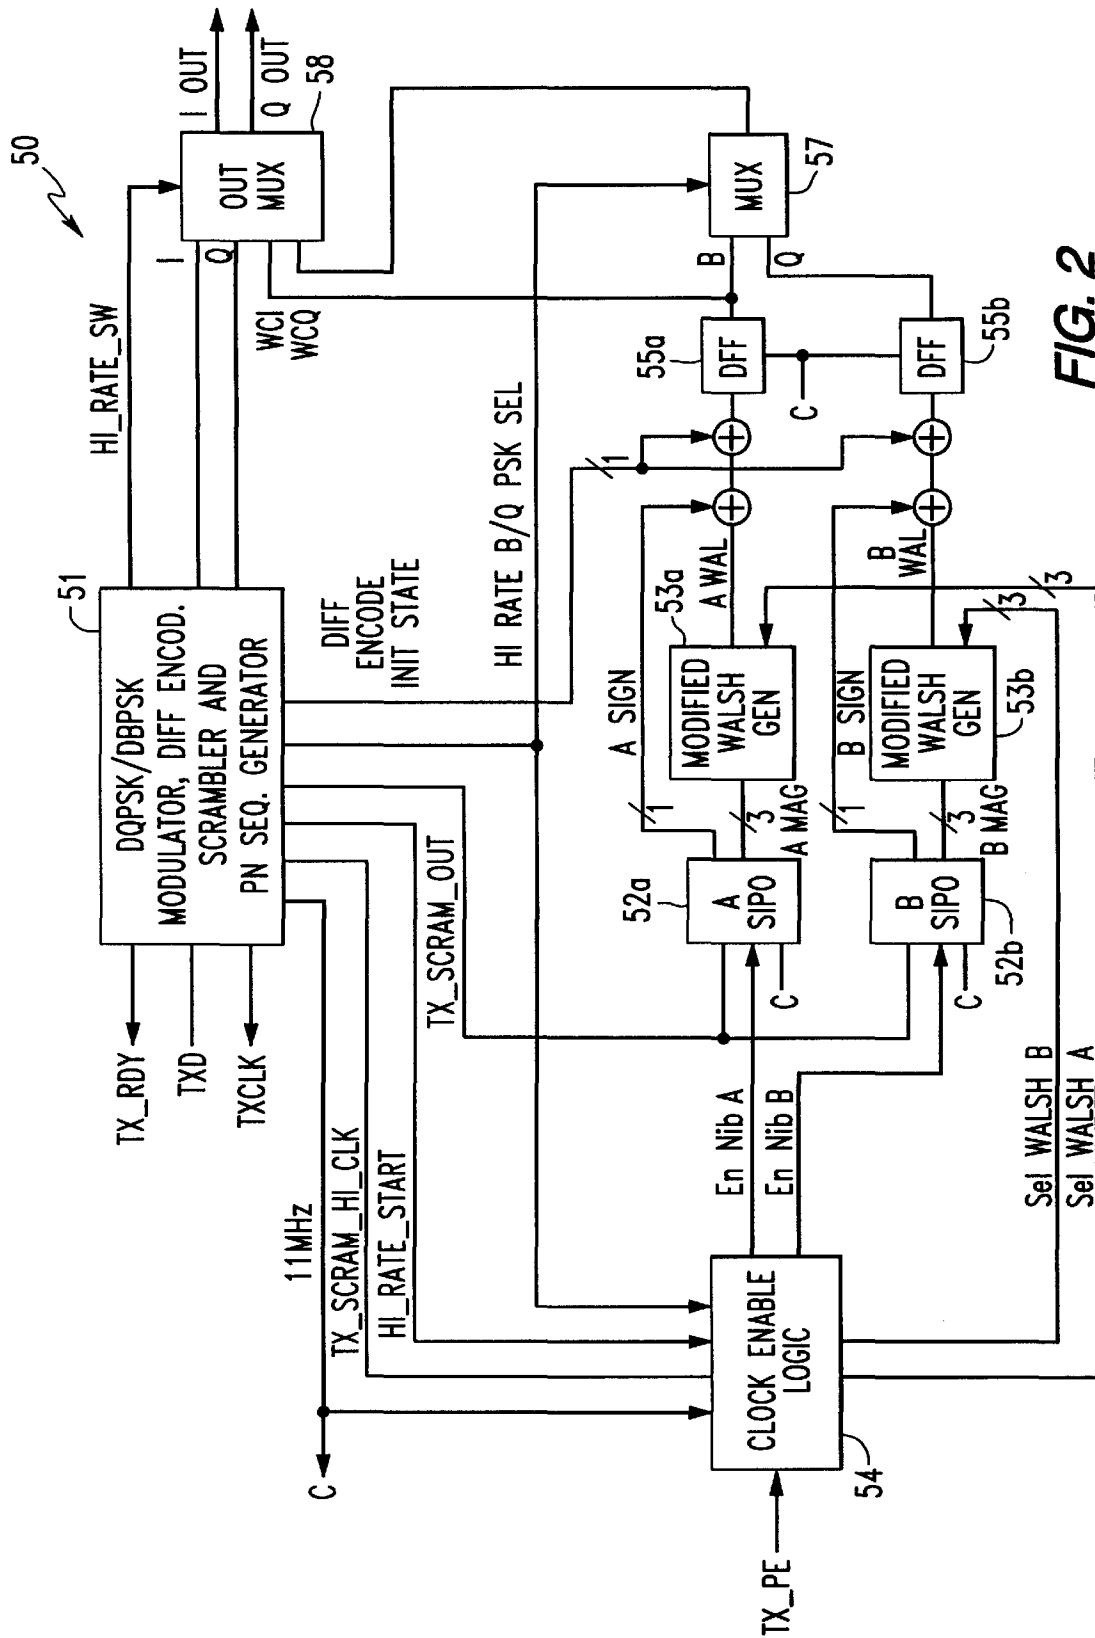 50
I OUT
Q OUT
58
OUT
MUX
HI_RATE_SW
I
Q
WCI
WCQ
51
DQPSK/DBPSK
MODULATOR, DIFF ENCOD.
SCRAMBLER AND
PN SEQ. GENERATOR
TX_RDY
TXD
TXCLK
11MHz
C
TX_SCRAM_HI_CLK
HI_RATE_START
TX_SCRAM_OUT
DIFF
ENCODE
INIT STATE
HI RATE B/Q PSK SEL
1
MUX
57
B
Q
55a
DFF
C
DFF
55b
A SIGN
1
53a
MODIFIED
WALSH
GEN
A WAL
3
A MAG
52a
A
SIPO
C
B SIGN
1
MODIFIED
WALSH
GEN
53b
B
WAL
3
B MAG
B
SIPO
52b
C
3
3
En Nib A
En Nib B
CLOCK ENABLE
LOGIC
54
TX_PE
Sel WALSH B
Sel WALSH A
FIG. 2